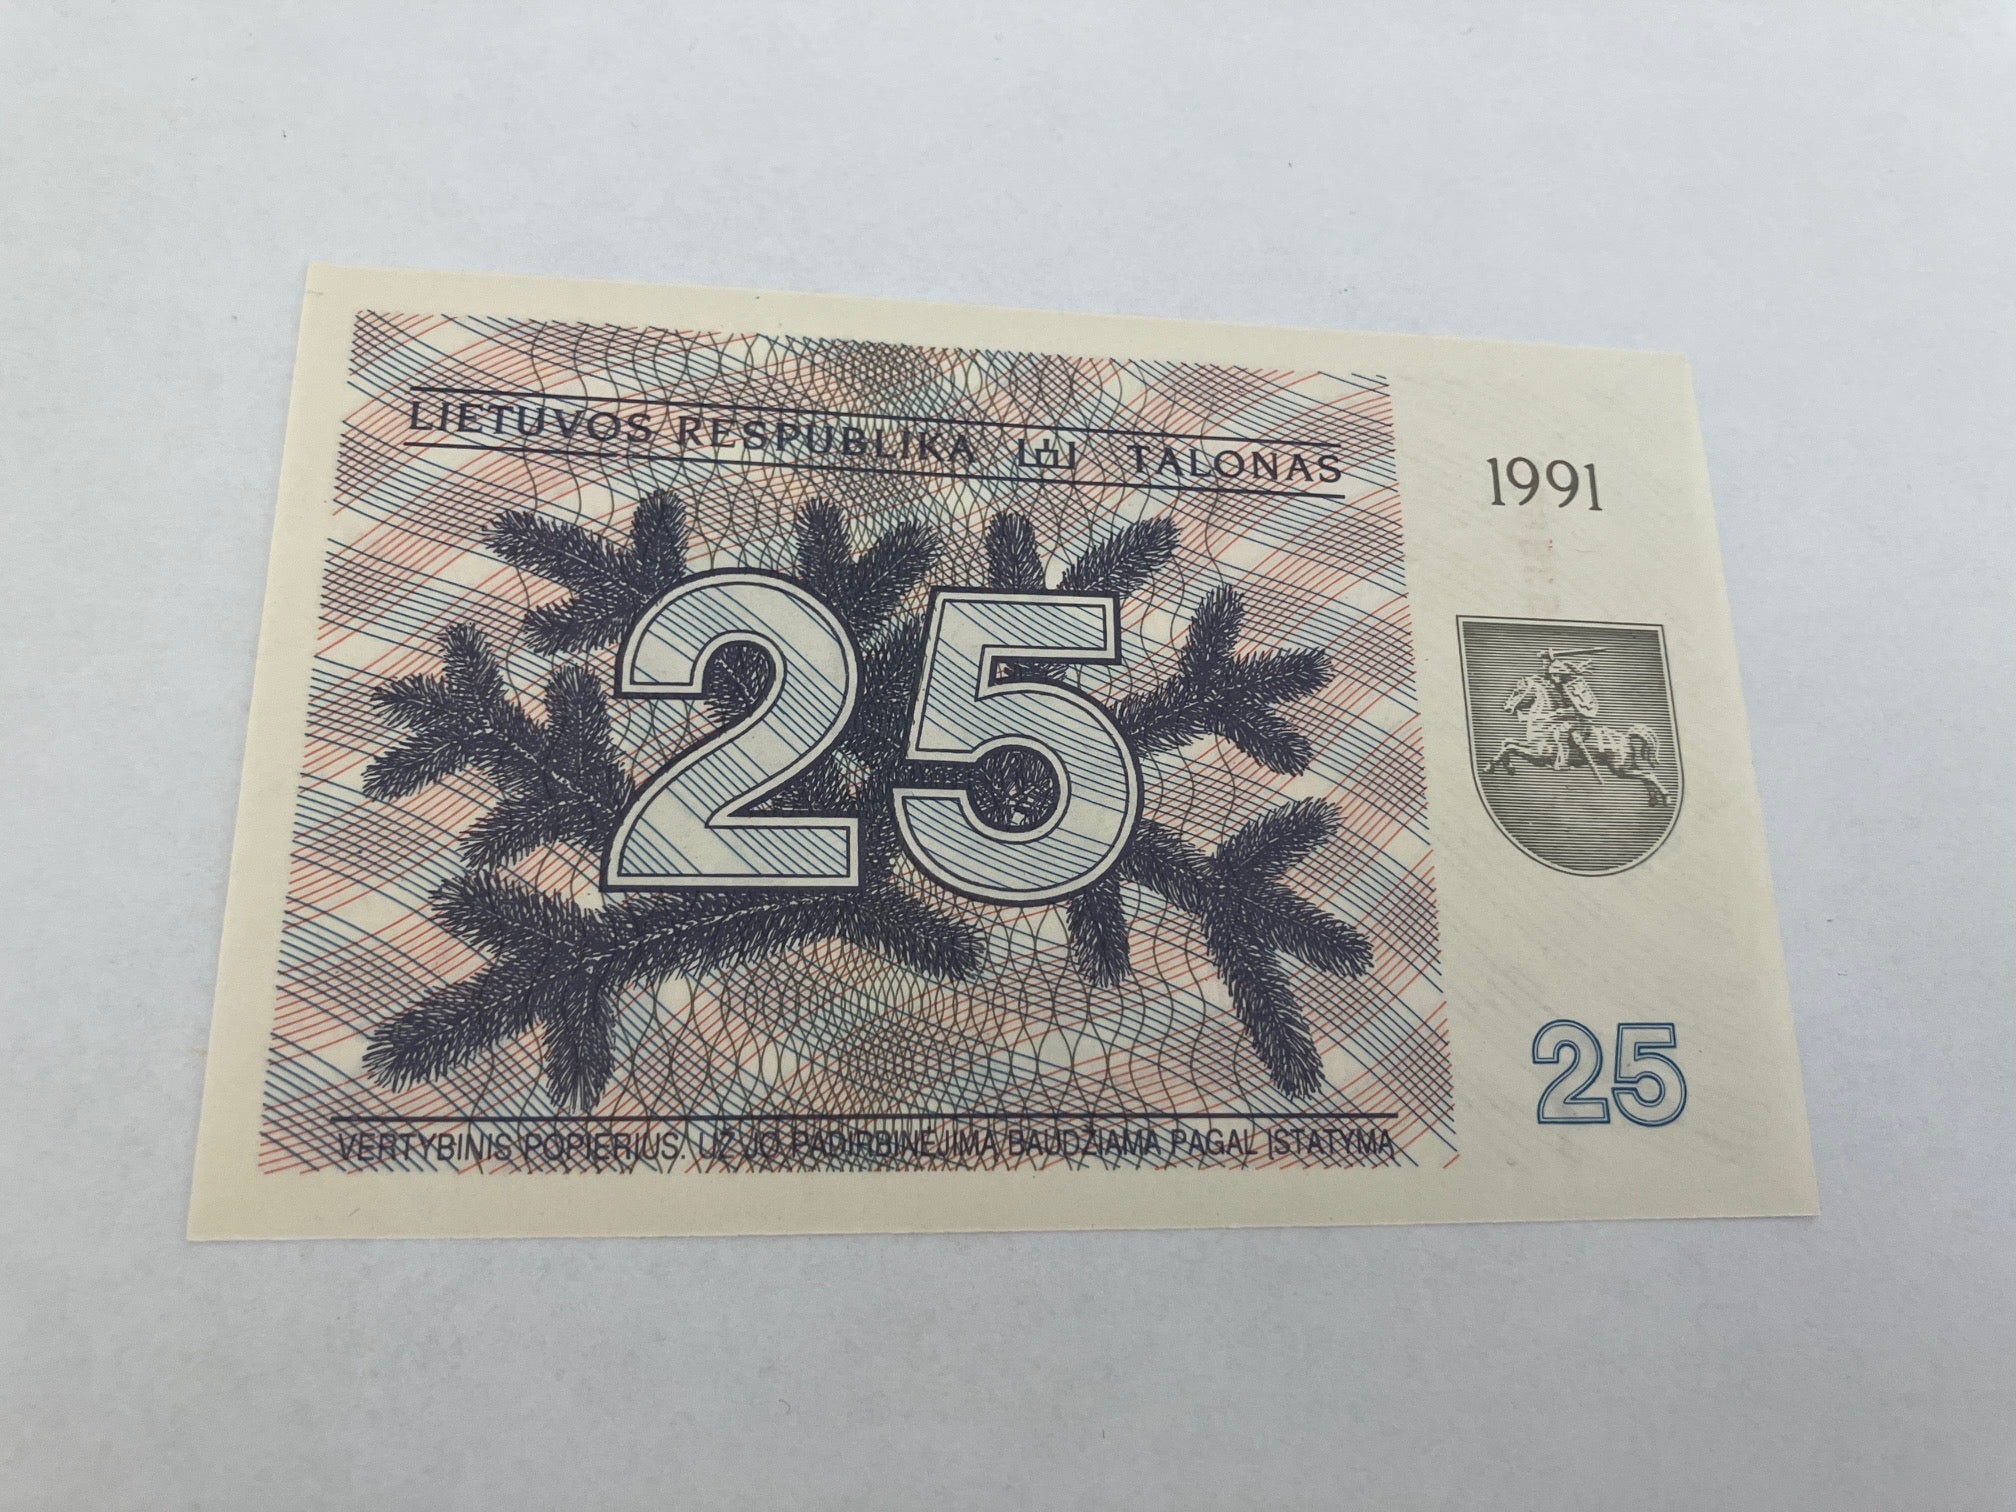 LIETUVOS RESPUBLIKA TALONAS
1991
25
25
VERTYBINIS POPIERIUS. UŽ JO PADIRBINĖJIMĄ BAUDŽIAMA PAGAL ĮSTATYMĄ